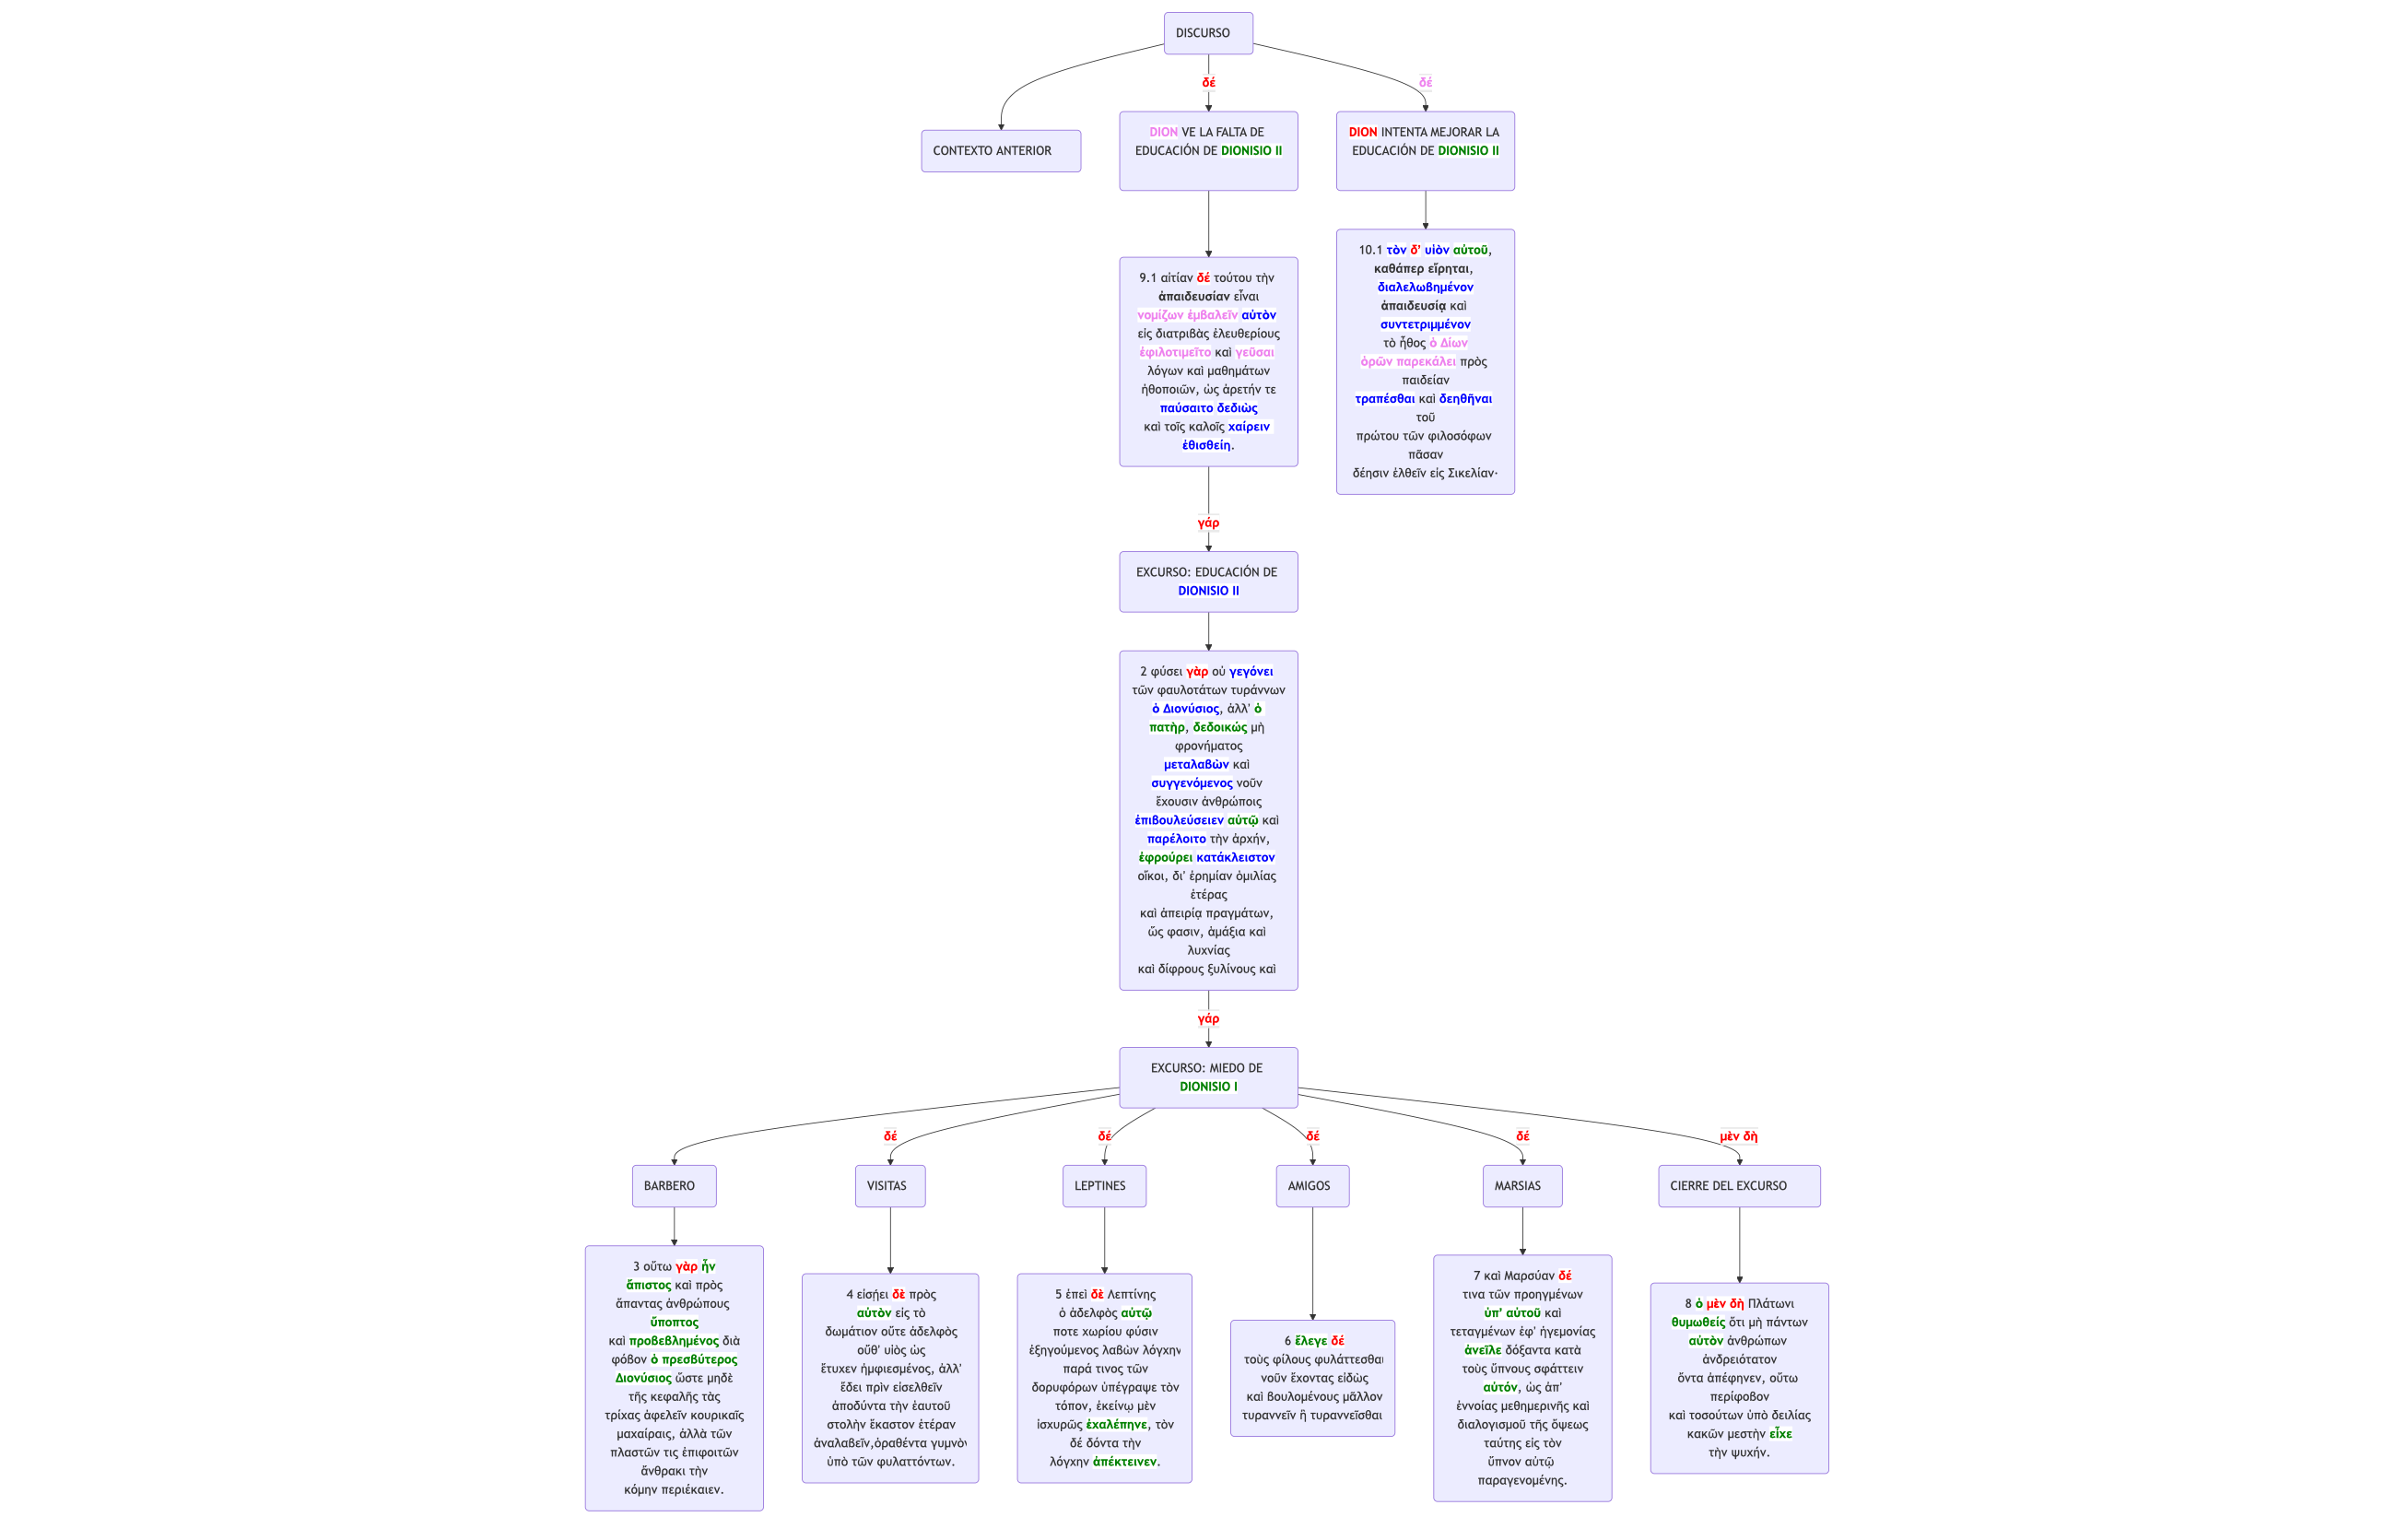 DISCURSO
δέ
δέ
CONTEXTO ANTERIOR
DION VE LA FALTA DE
EDUCACIÓN DE DIONISIO II
DION INTENTA MEJORAR LA
EDUCACIÓN DE DIONISIO II
9.1 αἰτίαν δέ τούτου τὴν
ἀπαιδευσίαν εἶναι
νομίζων ἐμβαλεῖν αὐτὸν
εἰς διατριβὰς ἐλευθερίους
ἐφιλοτιμεῖτο καὶ γεῦσαι
λόγων καὶ μαθημάτων
ἠθοποιῶν, ὡς ἀρετήν τε
παύσαιτο δεδιὼς
καὶ τοῖς καλοῖς χαίρειν
ἐθισθείη.
10.1 τὸν δ' υἱὸν αὐτοῦ,
καθάπερ εἴρηται,
διαλελωβημένον
ἀπαιδευσίᾳ καὶ
συντετριμμένον
τὸ ἦθος ὁ Δίων
ὁρῶν παρεκάλει πρὸς
παιδείαν
τραπέσθαι καὶ δεηθῆναι
τοῦ
πρώτου τῶν φιλοσόφων
πᾶσαν
δέησιν ἐλθεῖν εἰς Σικελίαν·
γάρ
EXCURSO: EDUCACIÓN DE
DIONISIO II
2 φύσει γὰρ οὐ γεγόνει
τῶν φαυλοτάτων τυράννων
ὁ Διονύσιος, ἀλλ' ὁ
πατὴρ, δεδοικώς μὴ
φρονήματος
μεταλαβὼν καὶ
συγγενόμενος νοῦν
ἔχουσιν ἀνθρώποις
ἐπιβουλεύσειεν αὐτῷ καὶ
παρέλοιτο τὴν ἀρχήν,
ἐφρούρει κατάκλειστον
οἴκοι, δι' ἐρημίαν ὁμιλίας
ἑτέρας
καὶ ἀπειρίᾳ πραγμάτων,
ὥς φασιν, ἁμάξια καὶ
λυχνίας
καὶ δίφρους ξυλίνους καὶ
γάρ
EXCURSO: MIEDO DE
DIONISIO I
δέ
δέ
δέ
δέ
μὲν δὴ
BARBERO
VISITAS
LEPTINES
AMIGOS
MARSIAS
CIERRE DEL EXCURSO
3 οὕτω γὰρ ἦν
ἄπιστος καὶ πρὸς
ἅπαντας ἀνθρώπους
ὕποπτος
καὶ προβεβλημένος διὰ
φόβον ὁ πρεσβύτερος
Διονύσιος ὥστε μηδὲ
τῆς κεφαλῆς τὰς
τρίχας ἀφελεῖν κουρικαῖς
μαχαίραις, ἀλλὰ τῶν
πλαστῶν τις ἐπιφοιτῶν
ἄνθρακι τὴν
κόμην περιέκαιεν.
4 εἰσῄει δὲ πρὸς
αὐτὸν εἰς τὸ
δωμάτιον οὔτε ἀδελφὸς
οὔθ' υἱὸς ὡς
ἔτυχεν ἠμφιεσμένος, ἀλλ'
ἔδει πρὶν εἰσελθεῖν
ἀποδύντα τὴν ἑαυτοῦ
στολὴν ἕκαστον ἑτέραν
ἀναλαβεῖν,ὁραθέντα γυμνὸν
ὑπὸ τῶν φυλαττόντων.
5 ἐπεὶ δὲ Λεπτίνης
ὁ ἀδελφὸς αὐτῷ
ποτε χωρίου φύσιν
ἐξηγούμενος λαβὼν λόγχην
παρά τινος τῶν
δορυφόρων ὑπέγραψε τὸν
τόπον, ἐκείνῳ μὲν
ἰσχυρῶς ἐχαλέπηνε, τὸν
δέ δόντα τὴν
λόγχην ἀπέκτεινεν.
6 ἔλεγε δέ
τοὺς φίλους φυλάττεσθαι
νοῦν ἔχοντας εἰδὼς
καὶ βουλομένους μᾶλλον
τυραννεῖν ἢ τυραννεῖσθαι
7 καὶ Μαρσύαν δέ
τινα τῶν προηγμένων
ὑπ' αὐτοῦ καὶ
τεταγμένων ἐφ' ἡγεμονίας
ἀνεῖλε δόξαντα κατὰ
τοὺς ὕπνους σφάττειν
αὐτόν, ὡς ἀπ'
ἐννοίας μεθημερινῆς καὶ
διαλογισμοῦ τῆς ὄψεως
ταύτης εἰς τὸν
ὕπνον αὐτῷ
παραγενομένης.
8 ὁ μὲν δὴ Πλάτωνι
θυμωθείς ὅτι μὴ πάντων
αὐτὸν ἀνθρώπων
ἀνδρειότατον
ὄντα ἀπέφηνεν, οὕτω
περίφοβον
καὶ τοσούτων ὑπὸ δειλίας
κακῶν μεστὴν εἶχε
τὴν ψυχήν.